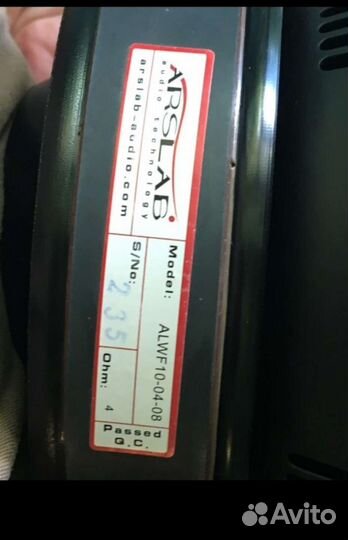 ARSLAB
audio technology
arslab-audio.com
Model: ALWF10-04-08
S/No: 235
Ohm: 4
Passed
Q.C.
Avito